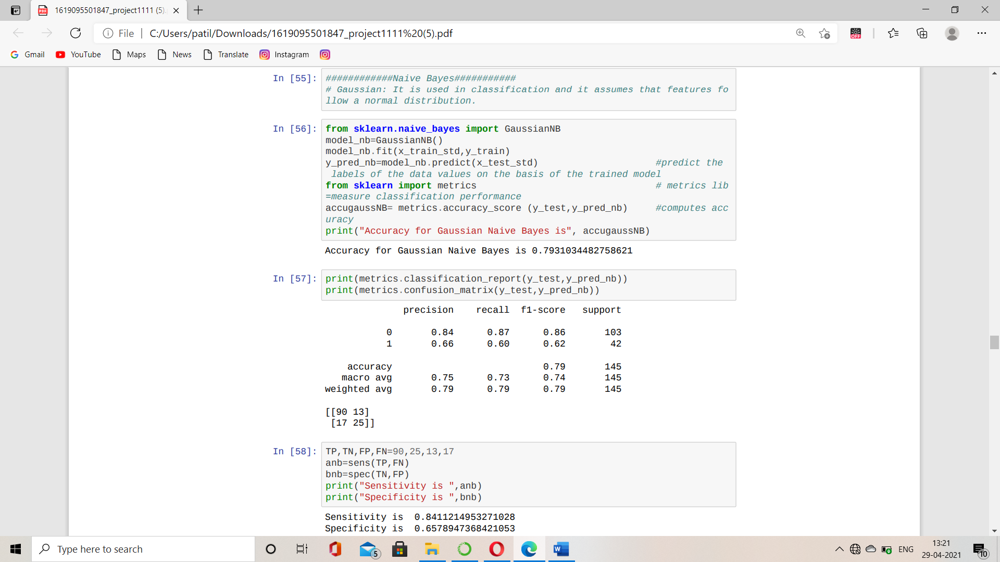 1619095501847_project1111 (5).
File | C:/Users/patil/Downloads/1619095501847_project1111%20(5).pdf
OFF
Gmail YouTube Maps News Translate Instagram
In [55]: ############Naive Bayes###########
# Gaussian: It is used in classification and it assumes that features fo
llow a normal distribution.
In [56]: from sklearn.naive_bayes import GaussianNB
model_nb=GaussianNB()
model_nb.fit(x_train_std,y_train)
y_pred_nb=model_nb.predict(x_test_std) #predict the
labels of the data values on the basis of the trained model
from sklearn import metrics # metrics lib
=measure classification performance
accugaussNB= metrics.accuracy_score (y_test,y_pred_nb) #computes acc
uracy
print("Accuracy for Gaussian Naive Bayes is", accugaussNB)
Accuracy for Gaussian Naive Bayes is 0.7931034482758621
In [57]: print(metrics.classification_report(y_test,y_pred_nb))
print(metrics.confusion_matrix(y_test,y_pred_nb))
precision recall f1-score support
0 0.84 0.87 0.86 103
1 0.66 0.60 0.62 42
accuracy 0.79 145
macro avg 0.75 0.73 0.74 145
weighted avg 0.79 0.79 0.79 145
[[90 13]
[17 25]]
In [58]: TP,TN,FP,FN=90,25,13,17
anb=sens(TP,FN)
bnb=spec(TN,FP)
print("Sensitivity is ",anb)
print("Specificity is ",bnb)
Sensitivity is 0.8411214953271028
Specificity is 0.6578947368421053
Type here to search
5
W
ENG
13:21
29-04-2021
10